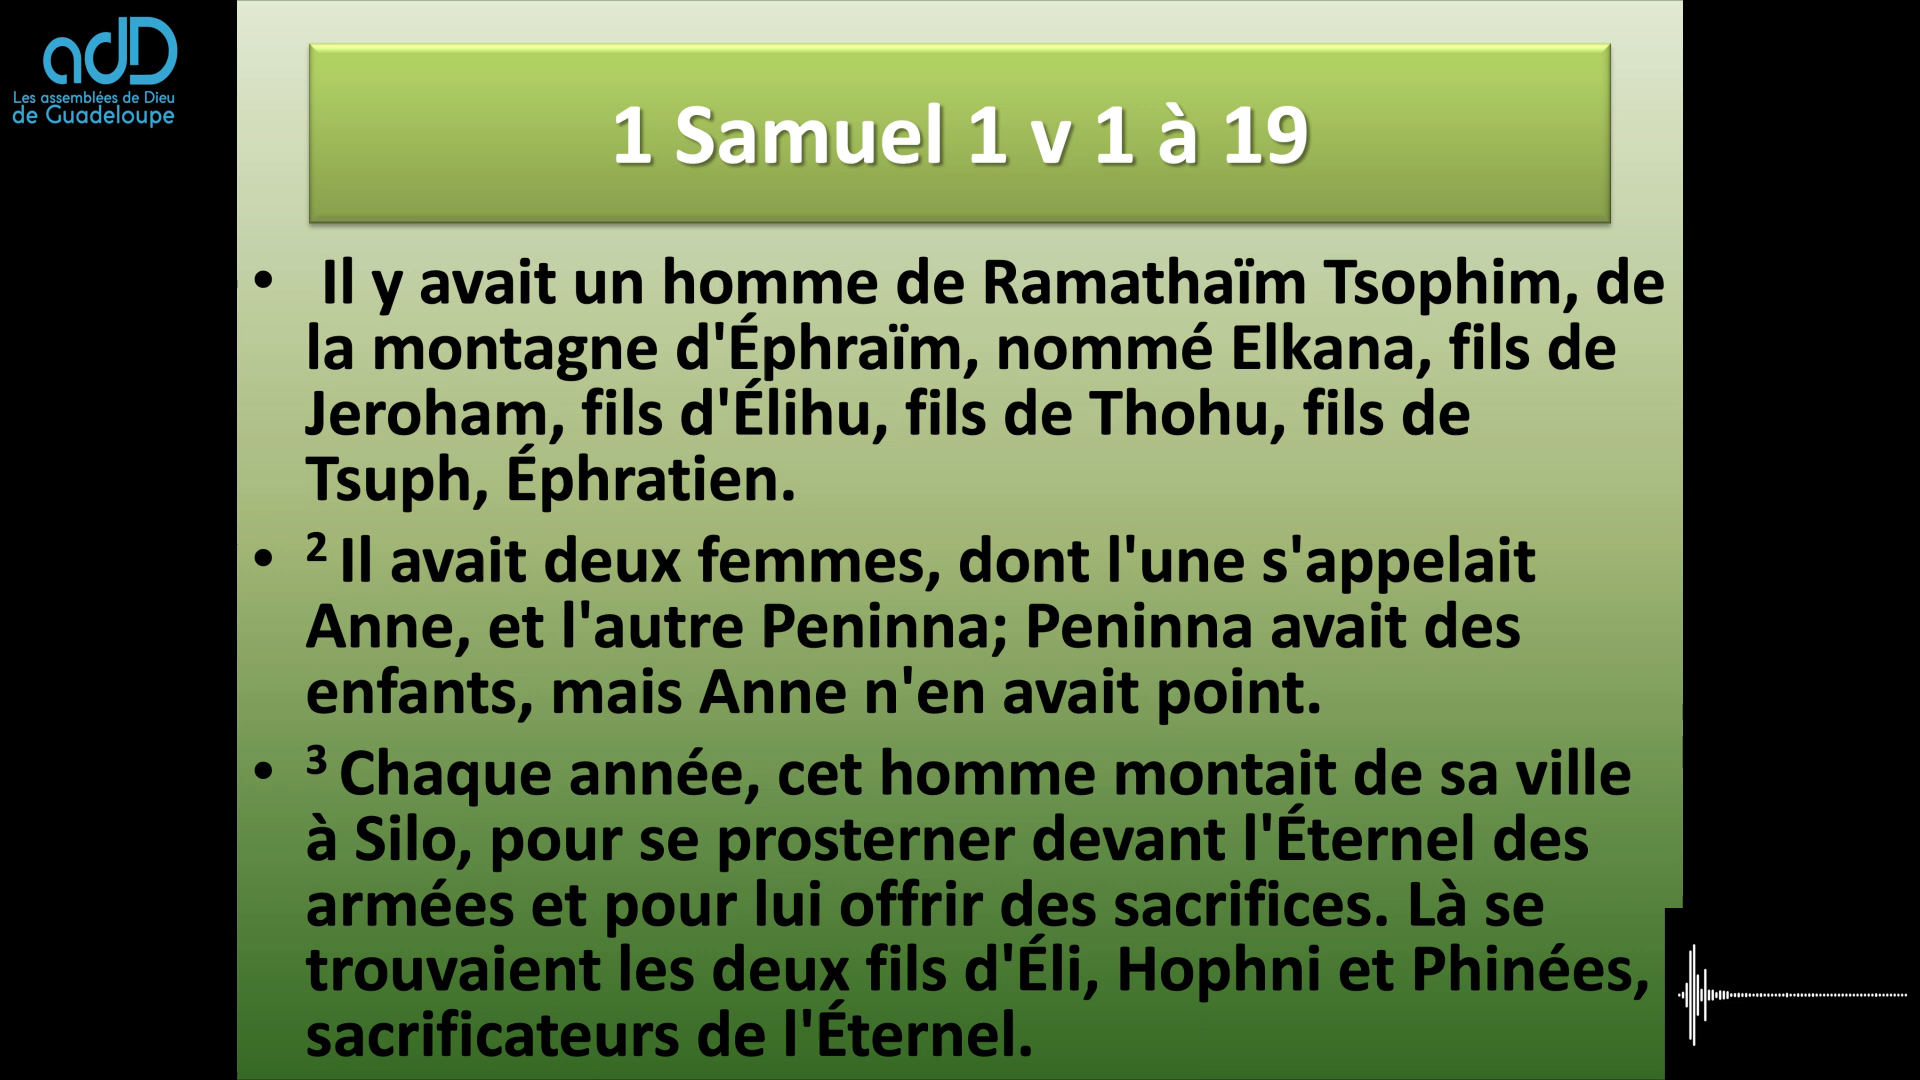 adD
Les assemblées de Dieu
de Guadeloupe
1 Samuel 1 v 1 à 19
• Il y avait un homme de Ramathaïm Tsophim, de
la montagne d'Éphraïm, nommé Elkana, fils de
Jeroham, fils d'Élihu, fils de Thohu, fils de
Tsuph, Éphratien.
• ² Il avait deux femmes, dont l'une s'appelait
Anne, et l'autre Peninna; Peninna avait des
enfants, mais Anne n'en avait point.
• ³ Chaque année, cet homme montait de sa ville
à Silo, pour se prosterner devant l'Éternel des
armées et pour lui offrir des sacrifices. Là se
trouvaient les deux fils d'Éli, Hophni et Phinées,
sacrificateurs de l'Éternel.